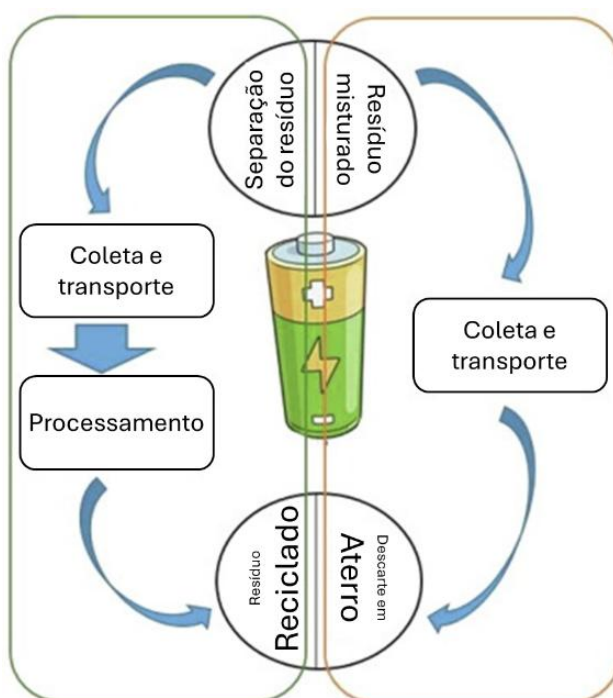 Separação
do resíduo
Resíduo
misturado
Coleta e
transporte
Processamento
Coleta e
transporte
Resíduo
Reciclado
Descarte em
Aterro